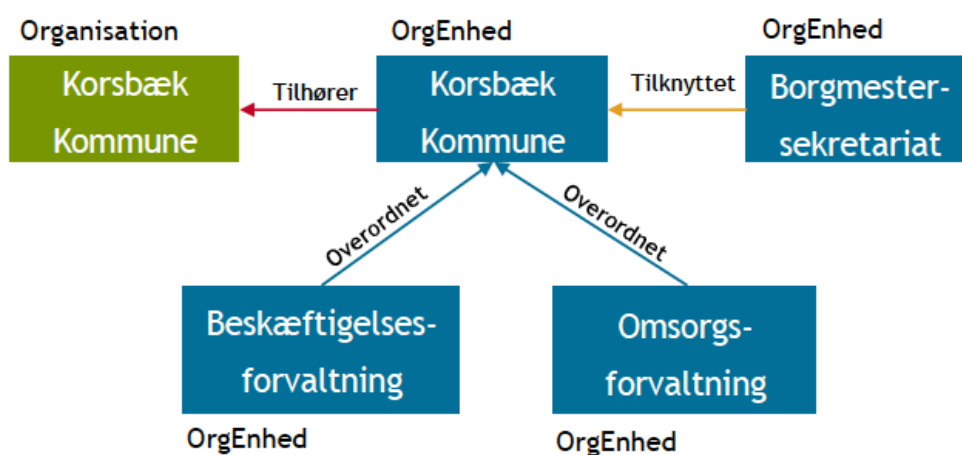 Organisation
OrgEnhed
OrgEnhed
Korsbæk
Kommune
Tilhører
Korsbæk
Kommune
Tilknyttet
Borgmester-
sekretariat
Overordnet
Overordnet
Beskæftigelses-
forvaltning
Omsorgs-
forvaltning
OrgEnhed
OrgEnhed